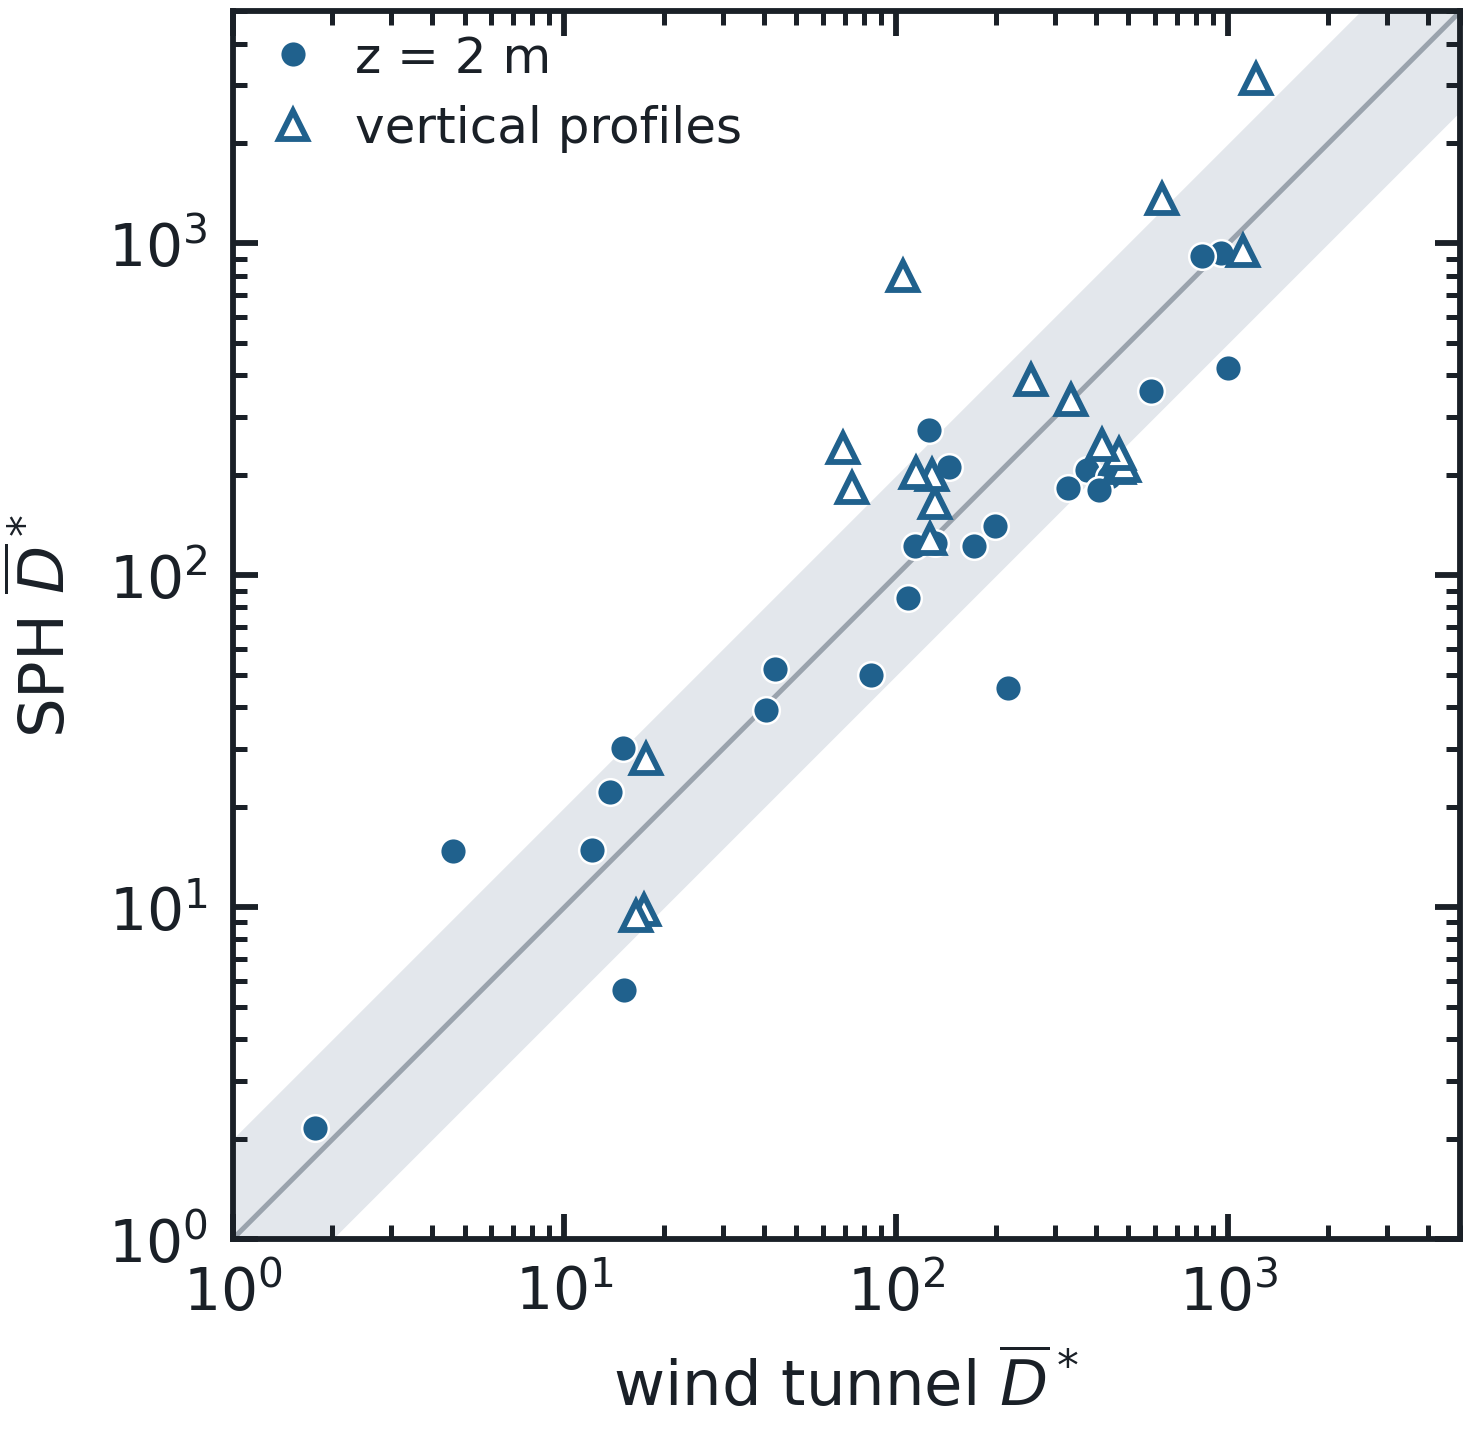 z = 2 m
vertical profiles
10³
10²
10¹
10⁰
SPH D̅*
10⁰ 10¹ 10² 10³
wind tunnel D̅*